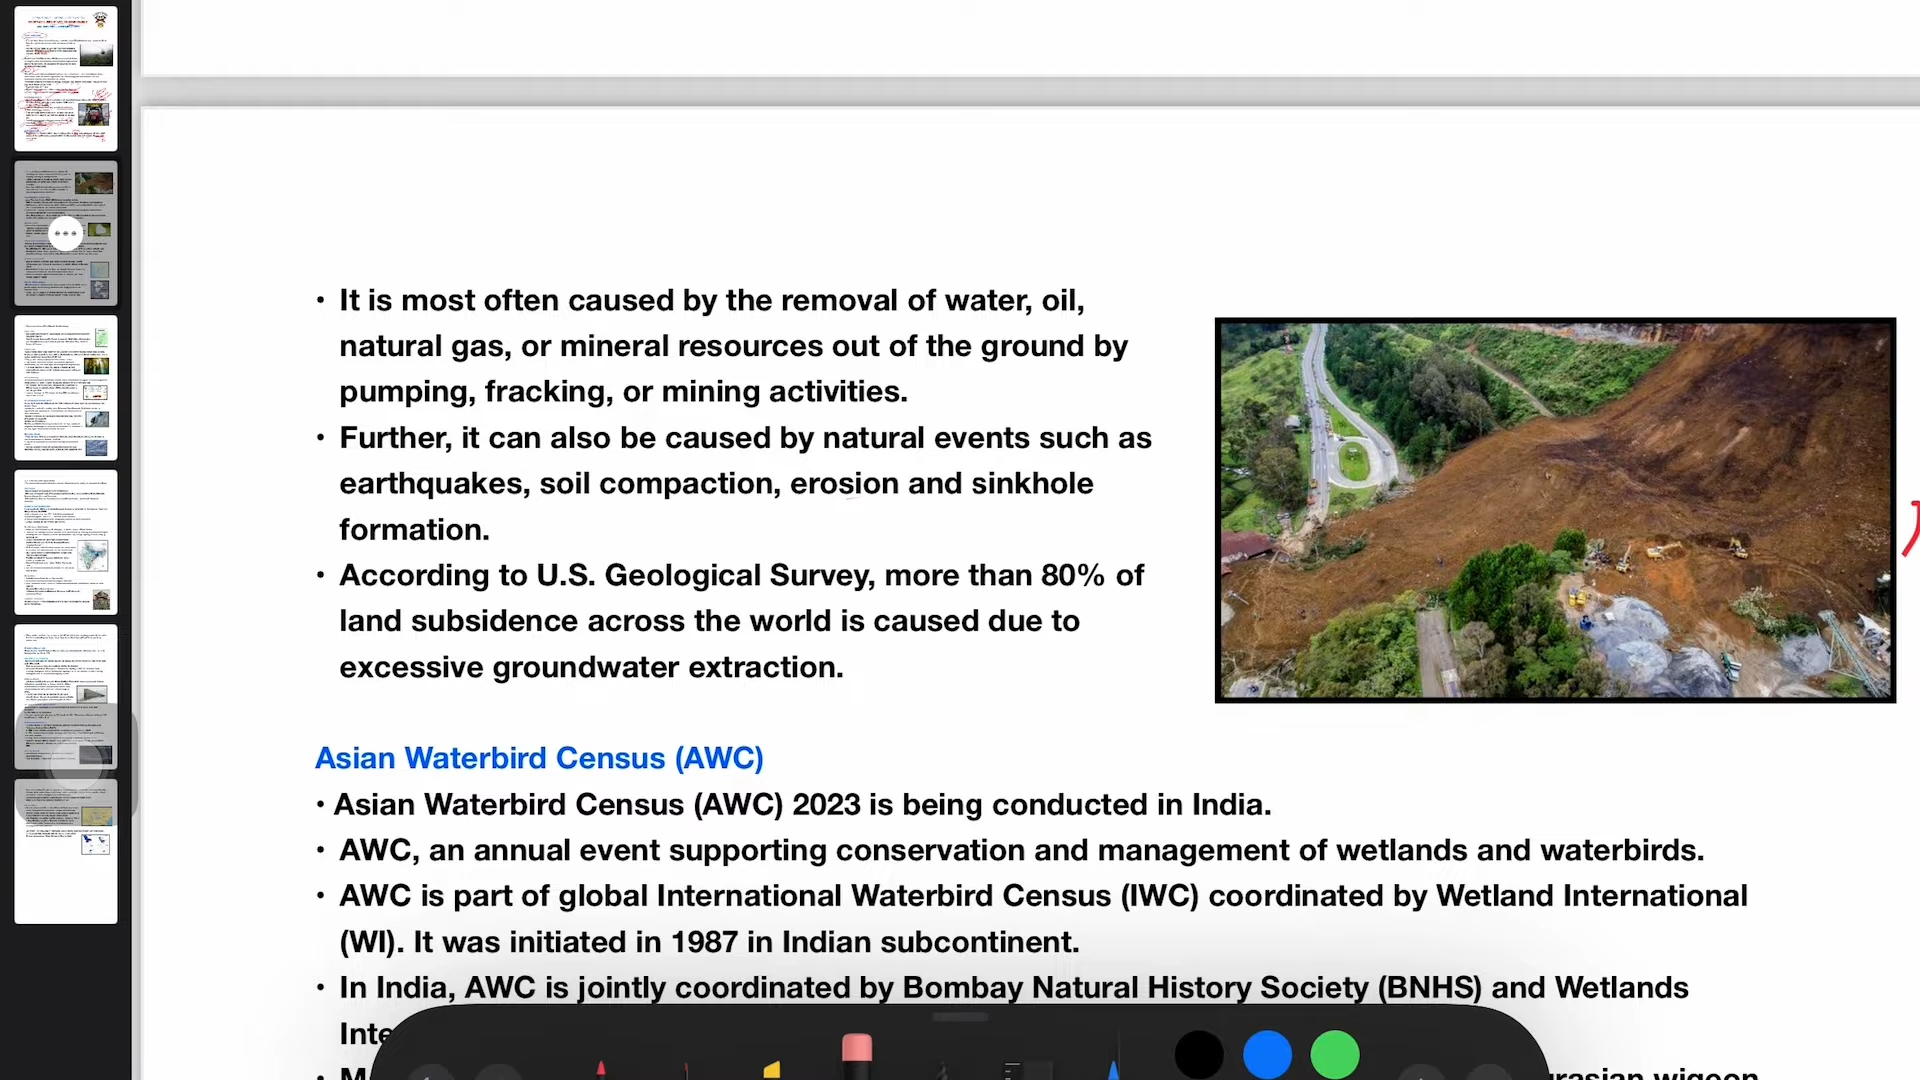 • It is most often caused by the removal of water, oil,
natural gas, or mineral resources out of the ground by
pumping, fracking, or mining activities.
• Further, it can also be caused by natural events such as
earthquakes, soil compaction, erosion and sinkhole
formation.
• According to U.S. Geological Survey, more than 80% of
land subsidence across the world is caused due to
excessive groundwater extraction.
Asian Waterbird Census (AWC)
• Asian Waterbird Census (AWC) 2023 is being conducted in India.
• AWC, an annual event supporting conservation and management of wetlands and waterbirds.
• AWC is part of global International Waterbird Census (IWC) coordinated by Wetland International
(WI). It was initiated in 1987 in Indian subcontinent.
• In India, AWC is jointly coordinated by Bombay Natural History Society (BNHS) and Wetlands